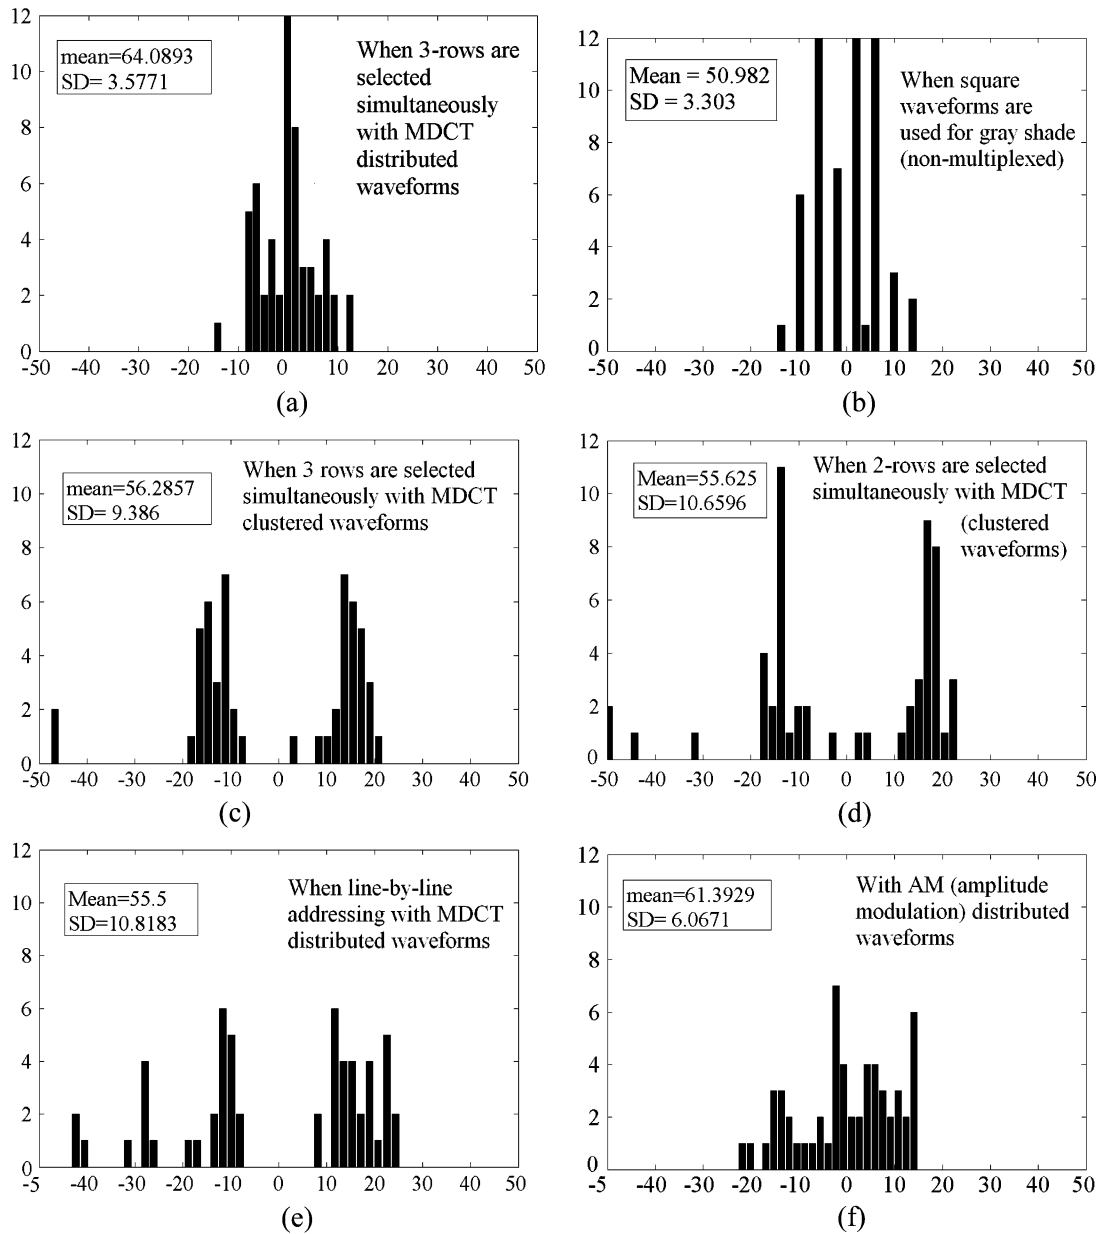 12
10
8
6
4
2
0
mean=64.0893
SD= 3.5771
When 3-rows are
selected
simultaneously
with MDCT
distributed
waveforms
-50 -40 -30 -20 -10 0 10 20 30 40 50
(a)
12
10
8
6
4
2
0
Mean = 50.982
SD = 3.303
When square
waveforms are
used for gray shade
(non-multiplexed)
-50 -40 -30 -20 -10 0 10 20 30 40 50
(b)
12
10
8
6
4
2
0
mean=56.2857
SD= 9.386
When 3 rows are selected
simultaneously with MDCT
clustered waveforms
-50 -40 -30 -20 -10 0 10 20 30 40 50
(c)
12
10
8
6
4
2
0
Mean=55.625
SD=10.6596
When 2-rows are selected
simultaneously with MDCT
(clustered
waveforms)
-50 -40 -30 -20 -10 0 10 20 30 40 50
(d)
12
10
8
6
4
2
0
Mean=55.5
SD=10.8183
When line-by-line
addressing with MDCT
distributed waveforms
-5 -40 -30 -20 -10 0 10 20 30 40 50
(e)
12
10
8
6
4
2
0
mean=61.3929
SD= 6.0671
With AM (amplitude
modulation) distributed
waveforms
-5 -40 -30 -20 -10 0 10 20 30 40 50
(f)